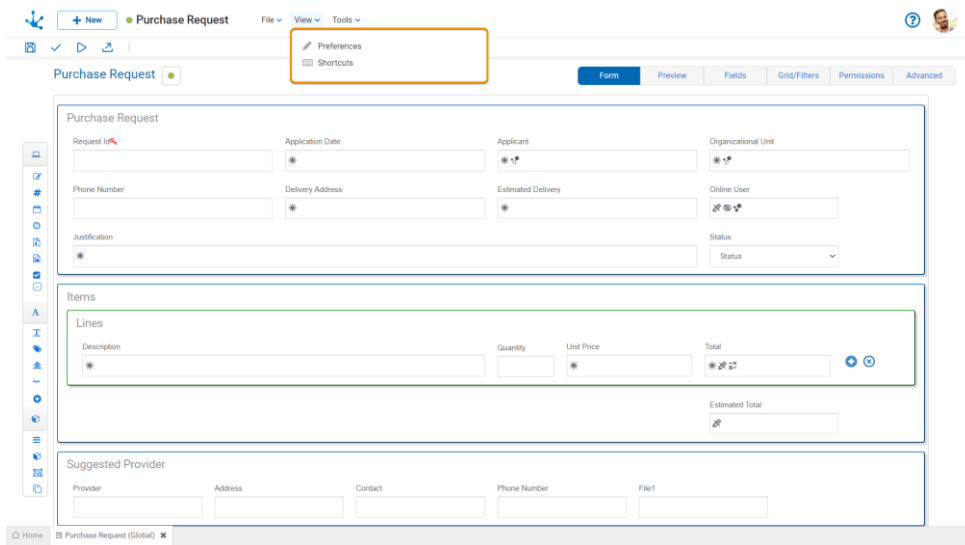 + New
Purchase Request
File View Tools
Preferences
Shortcuts
Purchase Request
Form Preview Fields Grid/Filters Permissions Advanced
Purchase Request
Request Id Application Date Applicant Organizational Unit
Phone Number Delivery Address Estimated Delivery Online User
Justification Status
Status
Items
Lines
Description Quantity Unit Price Total
Estimated Total
Suggested Provider
Provider Address Contact Phone Number File1
Home Purchase Request (Global)